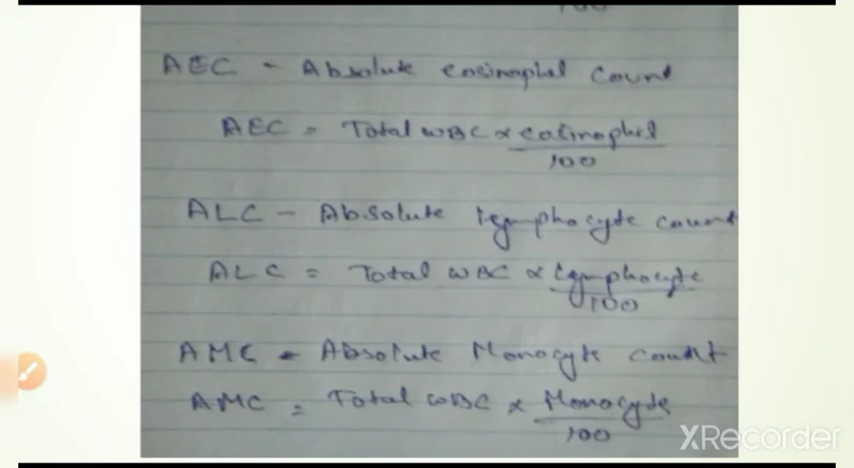 100
AEC - Absolute eosinophil Count
AEC = Total WBC × eosinophil
100
ALC - Absolute lymphocyte count
ALC = Total WBC × Lymphocyte
100
AMC - Absolute Monocyte count
AMC = Total WBC × Monocyte
100
XRecorder